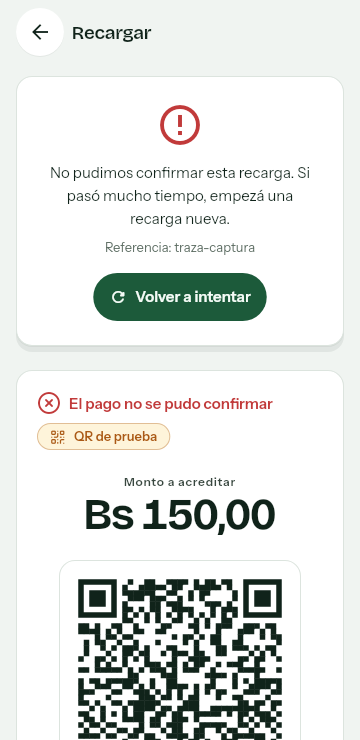 Recargar
No pudimos confirmar esta recarga. Si
pasó mucho tiempo, empezá una
recarga nueva.
Referencia: traza-captura
Volver a intentar
El pago no se pudo confirmar
QR de prueba
Monto a acreditar
Bs 150,00